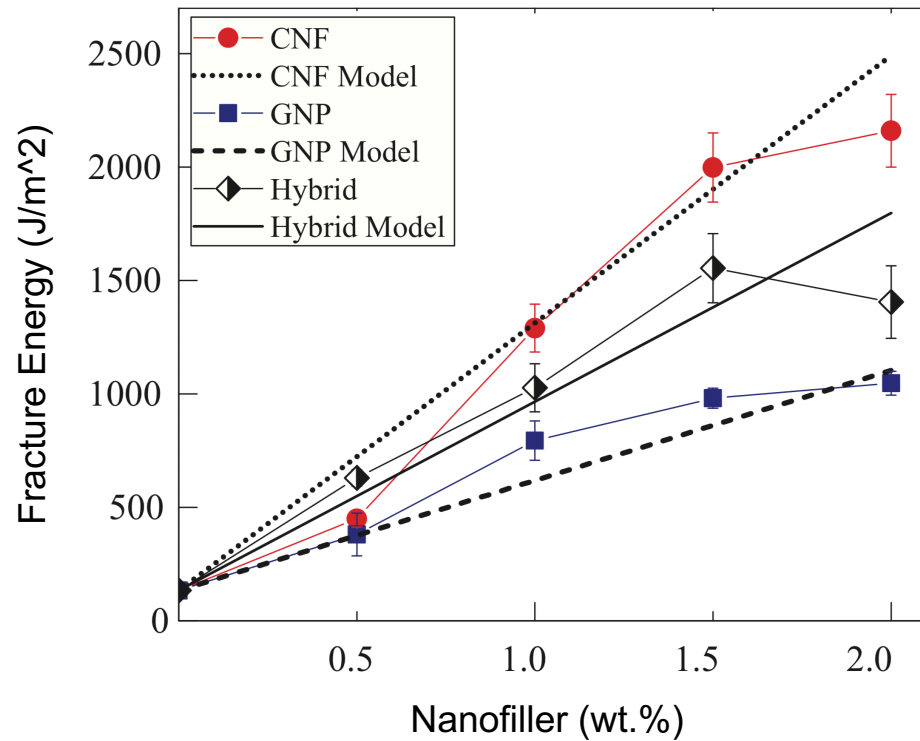 CNF
CNF Model
GNP
GNP Model
Hybrid
Hybrid Model
Fracture Energy (J/m^2)
2500
2000
1500
1000
500
0
0.5 1.0 1.5 2.0
Nanofiller (wt.%)